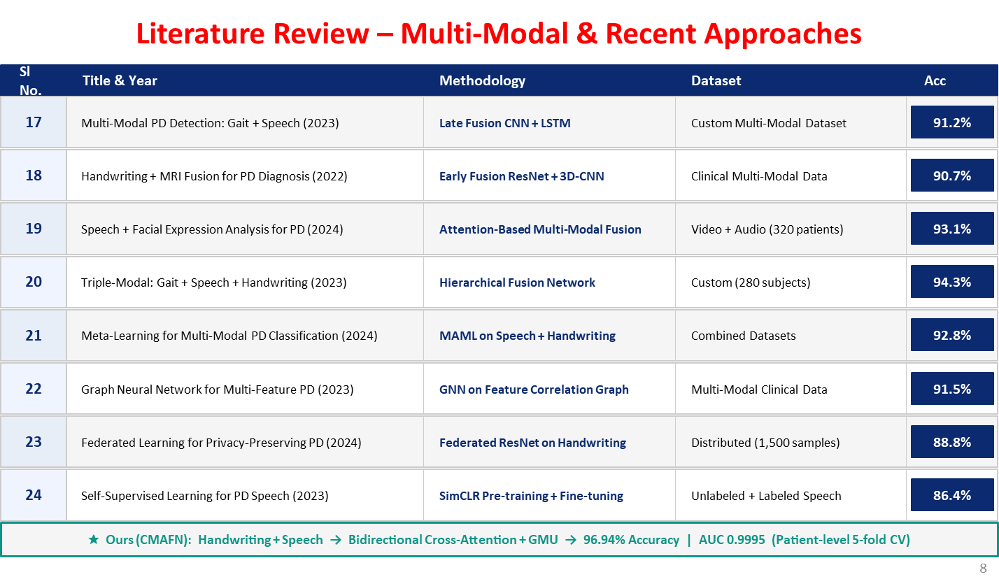 Literature Review – Multi-Modal & Recent Approaches
Sl No. Title & Year Methodology Dataset Acc
17 Multi-Modal PD Detection: Gait + Speech (2023) Late Fusion CNN + LSTM Custom Multi-Modal Dataset 91.2%
18 Handwriting + MRI Fusion for PD Diagnosis (2022) Early Fusion ResNet + 3D-CNN Clinical Multi-Modal Data 90.7%
19 Speech + Facial Expression Analysis for PD (2024) Attention-Based Multi-Modal Fusion Video + Audio (320 patients) 93.1%
20 Triple-Modal: Gait + Speech + Handwriting (2023) Hierarchical Fusion Network Custom (280 subjects) 94.3%
21 Meta-Learning for Multi-Modal PD Classification (2024) MAML on Speech + Handwriting Combined Datasets 92.8%
22 Graph Neural Network for Multi-Feature PD (2023) GNN on Feature Correlation Graph Multi-Modal Clinical Data 91.5%
23 Federated Learning for Privacy-Preserving PD (2024) Federated ResNet on Handwriting Distributed (1,500 samples) 88.8%
24 Self-Supervised Learning for PD Speech (2023) SimCLR Pre-training + Fine-tuning Unlabeled + Labeled Speech 86.4%
★ Ours (CMAFN): Handwriting + Speech → Bidirectional Cross-Attention + GMU → 96.94% Accuracy | AUC 0.9995 (Patient-level 5-fold CV)
8